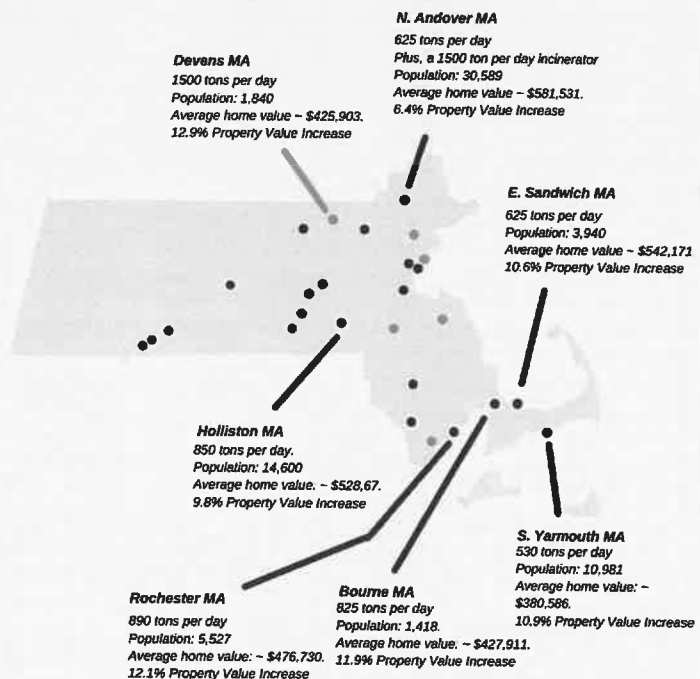 N. Andover MA
625 tons per day
Plus, a 1500 ton per day incinerator
Population: 30,589
Average home value ~ $581,531.
6.4% Property Value Increase
Devens MA
1500 tons per day
Population: 1,840
Average home value ~ $425,903.
12.9% Property Value Increase
E. Sandwich MA
625 tons per day
Population: 3,940
Average home value ~ $542,171
10.6% Property Value Increase
Holliston MA
850 tons per day.
Population: 14,600
Average home value. ~ $528,67.
9.8% Property Value Increase
S. Yarmouth MA
530 tons per day
Population: 10,981
Average home value: ~
$380,586.
10.9% Property Value Increase
Rochester MA
890 tons per day
Population: 5,527
Average home value: ~ $476,730.
12.1% Property Value Increase
Bourne MA
825 tons per day
Population: 1,418.
Average home value. ~ $427,911.
11.9% Property Value Increase